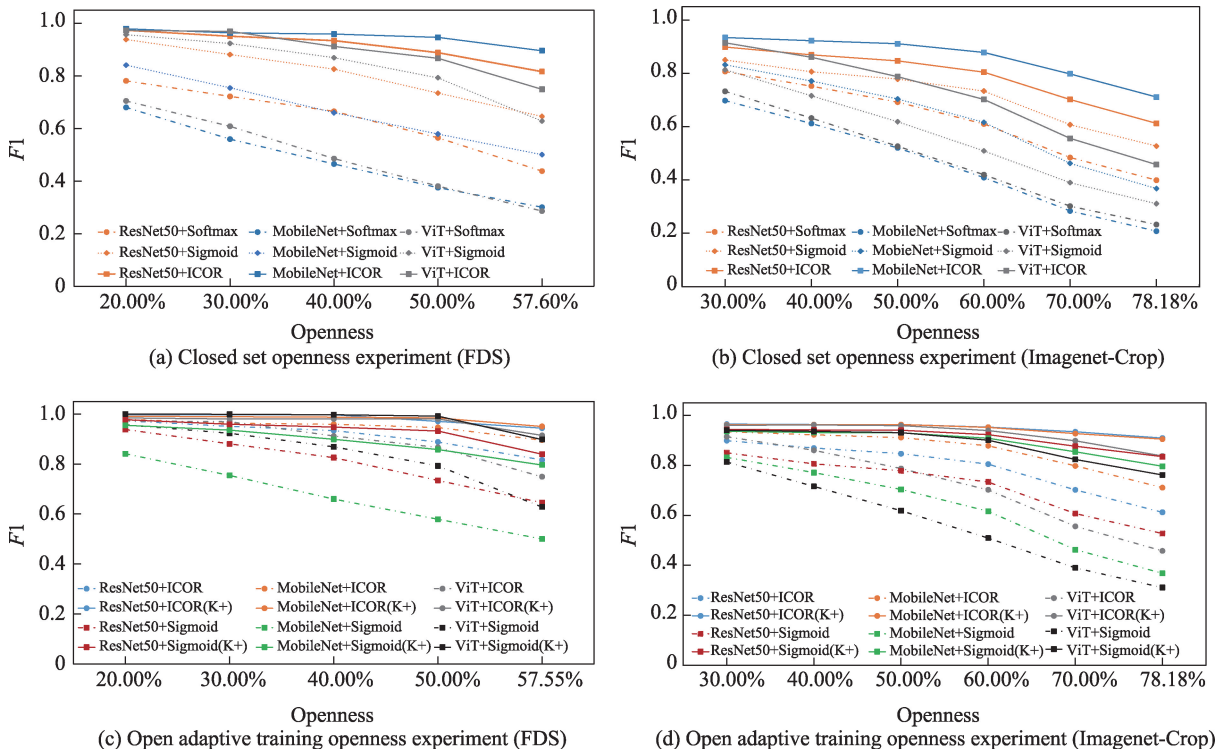 1.0
0.8
0.6
0.4
0.2
0
F1
ResNet50+Softmax MobileNet+Softmax ViT+Softmax
ResNet50+Sigmoid MobileNet+Sigmoid ViT+Sigmoid
ResNet50+ICOR MobileNet+ICOR ViT+ICOR
20.00% 30.00% 40.00% 50.00% 57.60%
Openness
(a) Closed set openness experiment (FDS)
1.0
0.8
0.6
0.4
0.2
0
F1
ResNet50+Softmax MobileNet+Softmax ViT+Softmax
ResNet50+Sigmoid MobieNet+Sigmoid ViT+Sigmoid
ResNet50+ICOR MobileNet+ICOR ViT+ICOR
30.00% 40.00% 50.00% 60.00% 70.00% 78.18%
Openness
(b) Closed set openness experiment (Imagenet-Crop)
1.0
0.8
0.6
0.4
0.2
0
F1
ResNet50+ICOR MobileNet+ICOR ViT+ICOR
ResNet50+ICOR(K+) MobileNet+ICOR(K+) ViT+ICOR(K+)
ResNet50+Sigmoid MobileNet+Sigmoid ViT+Sigmoid
ResNet50+Sigmoid(K+) MobileNet+Sigmoid(K+) ViT+Sigmoid(K+)
20.00% 30.00% 40.00% 50.00% 57.55%
Openness
(c) Open adaptive training openness experiment (FDS)
1.0
0.8
0.6
0.4
0.2
0
F1
ResNet50+ICOR MobileNet+ICOR ViT+ICOR
ResNet50+ICOR(K+) MobileNet+ICOR(K+) ViT+ICOR(K+)
ResNet50+Sigmoid MobileNet+Sigmoid ViT+Sigmoid
ResNet50+Sigmoid(K+) MobileNet+Sigmoid(K+) ViT+Sigmoid(K+)
30.00% 40.00% 50.00% 60.00% 70.00% 78.18%
Openness
(d) Open adaptive training openness experiment (Imagenet-Crop)